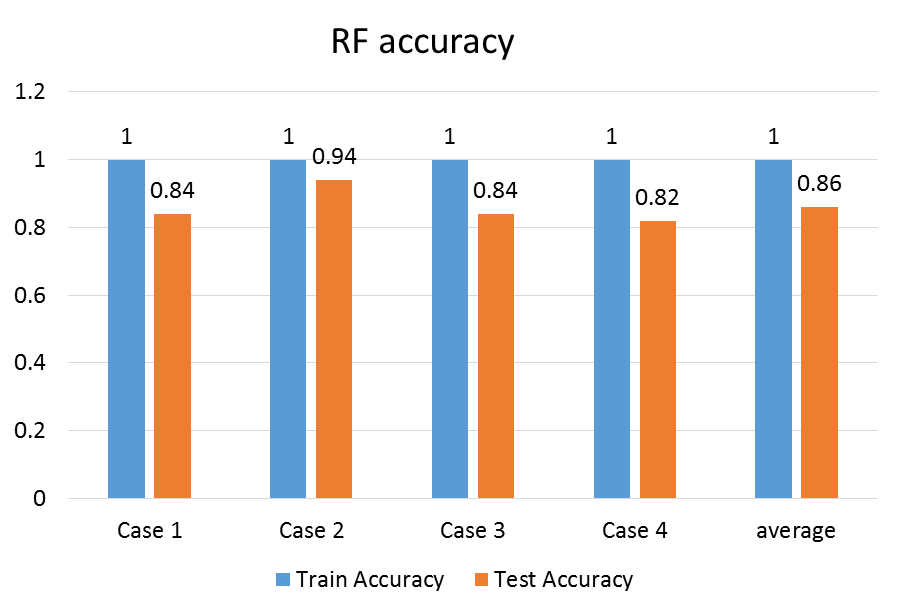 RF accuracy
1.2
1
0.8
0.6
0.4
0.2
0
1
0.84
1
0.94
1
0.84
1
0.82
1
0.86
Case 1
Case 2
Case 3
Case 4
average
Train Accuracy
Test Accuracy